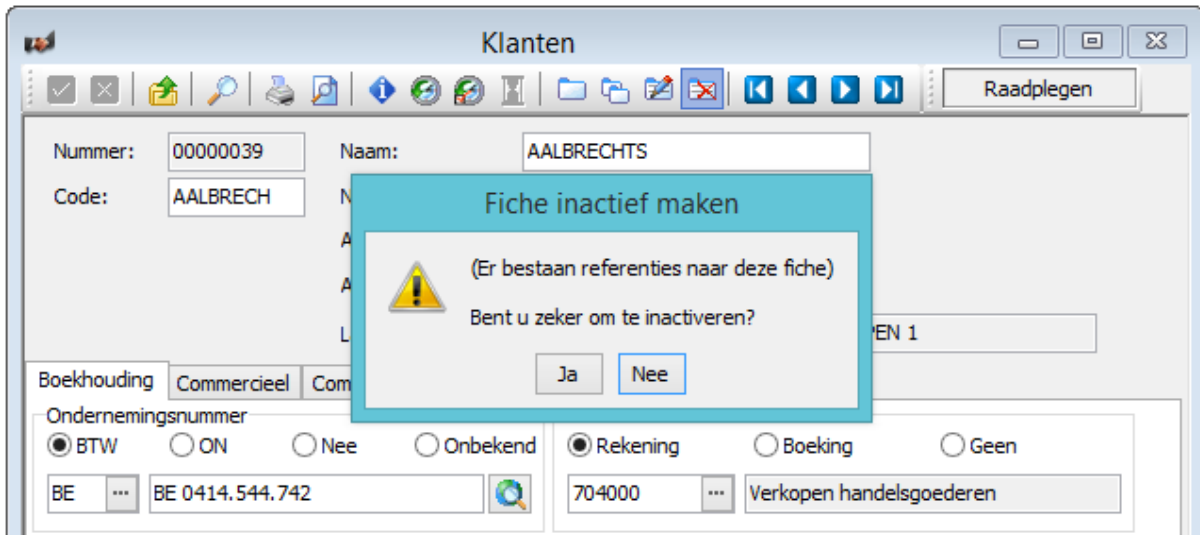 Klanten
Raadplegen
Nummer: 00000039 Naam: AALBRECHTS
Code: AALBRECH
Fiche inactief maken
(Er bestaan referenties naar deze fiche)
Bent u zeker om te inactiveren?
PEN 1
Ja Nee
Boekhouding Commercieel Com
Ondernemingsnummer
BTW ON Nee Onbekend Rekening Boeking Geen
BE ... BE 0414.544.742 704000 ... Verkopen handelsgoederen